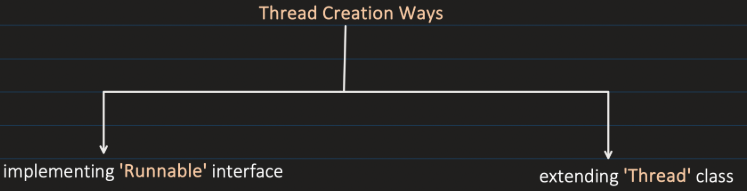 Thread Creation Ways
implementing 'Runnable' interface
extending 'Thread' class